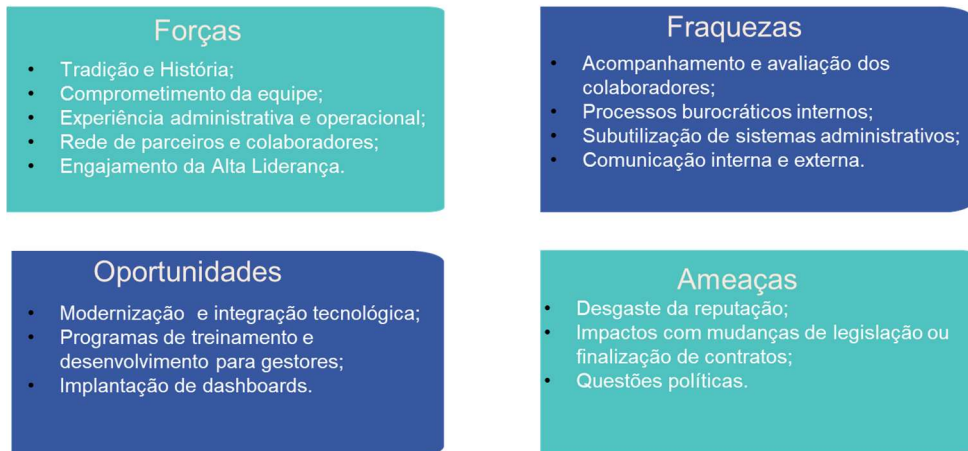 Forças
• Tradição e História;
• Comprometimento da equipe;
• Experiência administrativa e operacional;
• Rede de parceiros e colaboradores;
• Engajamento da Alta Liderança.
Fraquezas
• Acompanhamento e avaliação dos
colaboradores;
• Processos burocráticos internos;
• Subutilização de sistemas administrativos;
• Comunicação interna e externa.
Oportunidades
• Modernização e integração tecnológica;
• Programas de treinamento e
desenvolvimento para gestores;
• Implantação de dashboards.
Ameaças
• Desgaste da reputação;
• Impactos com mudanças de legislação ou
finalização de contratos;
• Questões políticas.